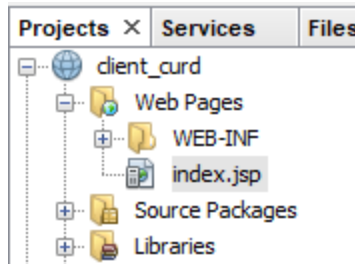 Projects × Services Files
client_curd
Web Pages
WEB-INF
index.jsp
Source Packages
Libraries